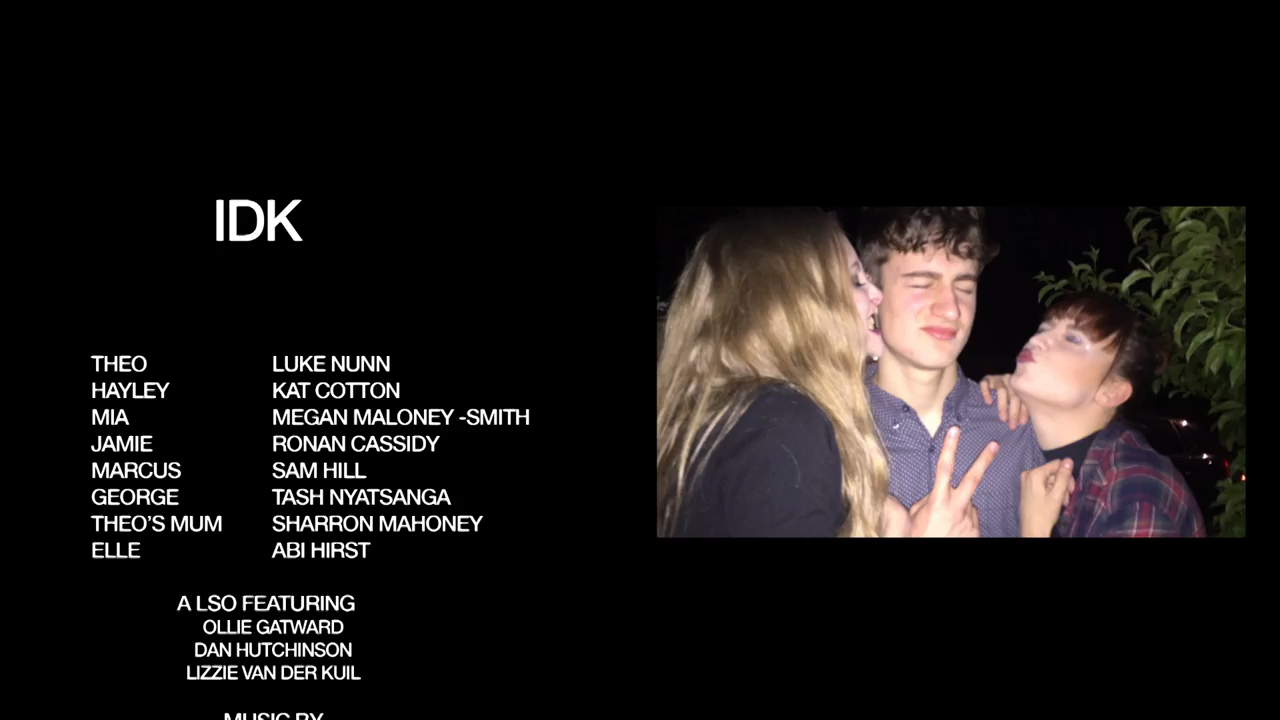 IDK
THEO LUKE NUNN
HAYLEY KAT COTTON
MIA MEGAN MALONEY -SMITH
JAMIE RONAN CASSIDY
MARCUS SAM HILL
GEORGE TASH NYATSANGA
THEO'S MUM SHARRON MAHONEY
ELLE ABI HIRST
A LSO FEATURING
OLLIE GATWARD
DAN HUTCHINSON
LIZZIE VAN DER KUIL
MUSIC BY